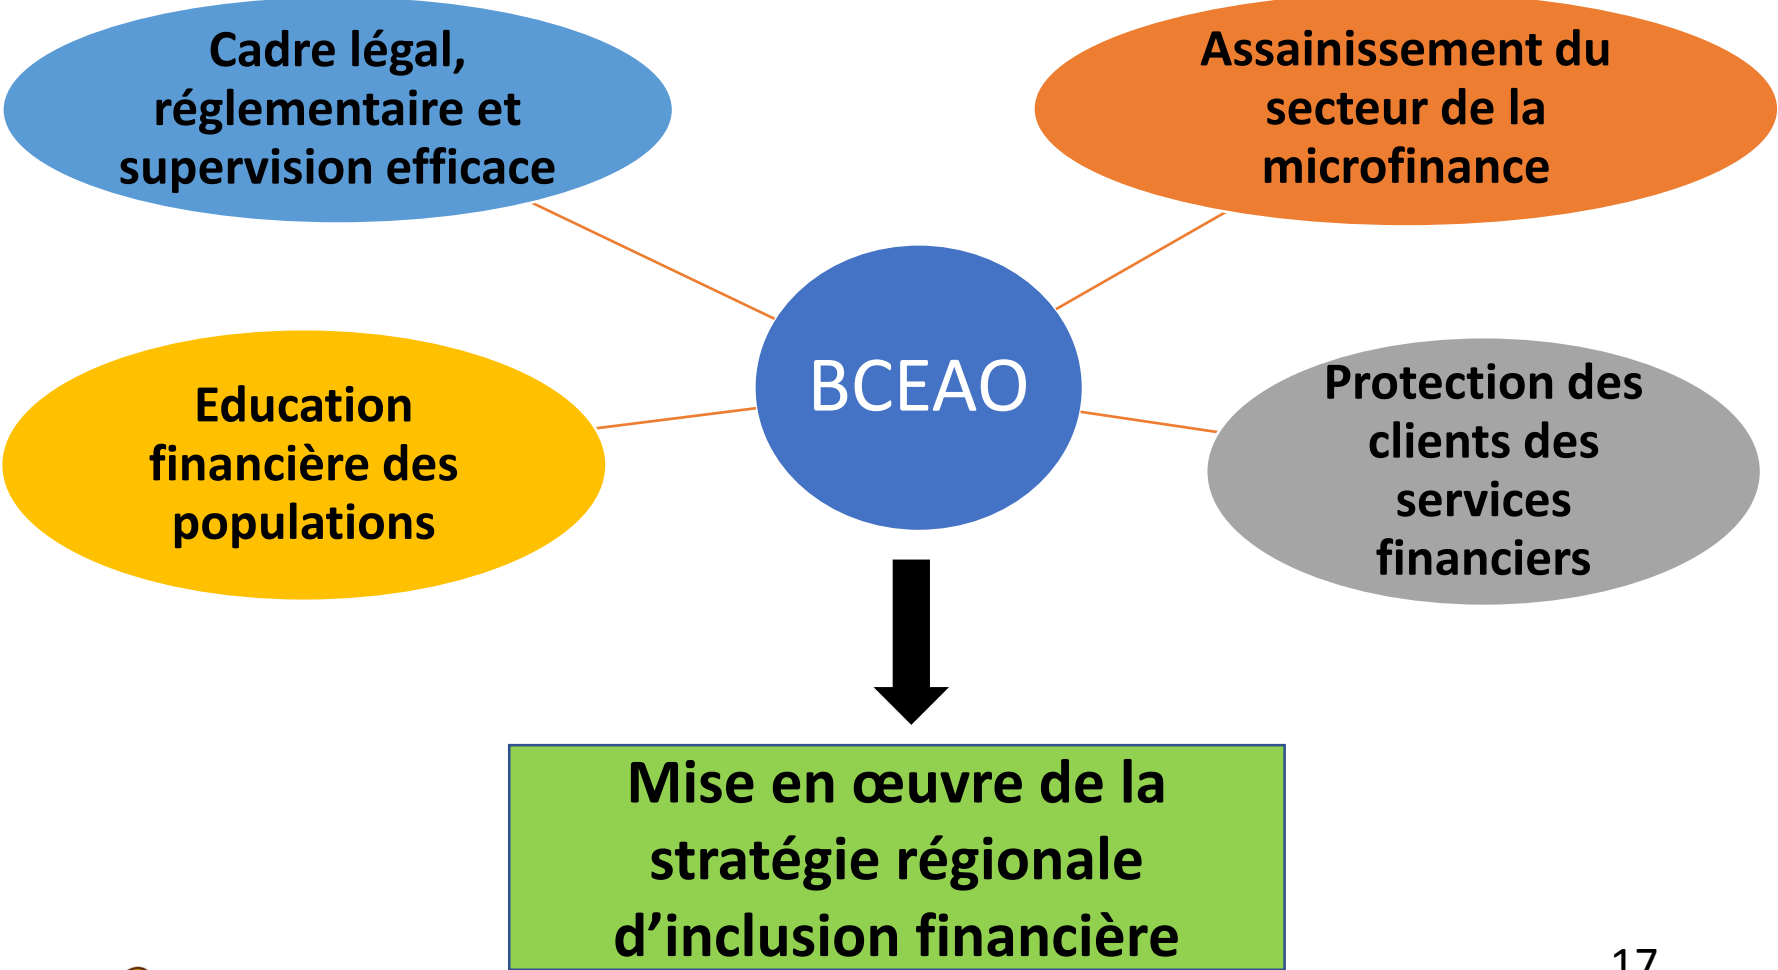 Cadre légal,
réglementaire et
supervision efficace
Assainissement du
secteur de la
microfinance
BCEAO
Education
financière des
populations
Protection des
clients des
services
financiers
Mise en œuvre de la
stratégie régionale
d’inclusion financière
17